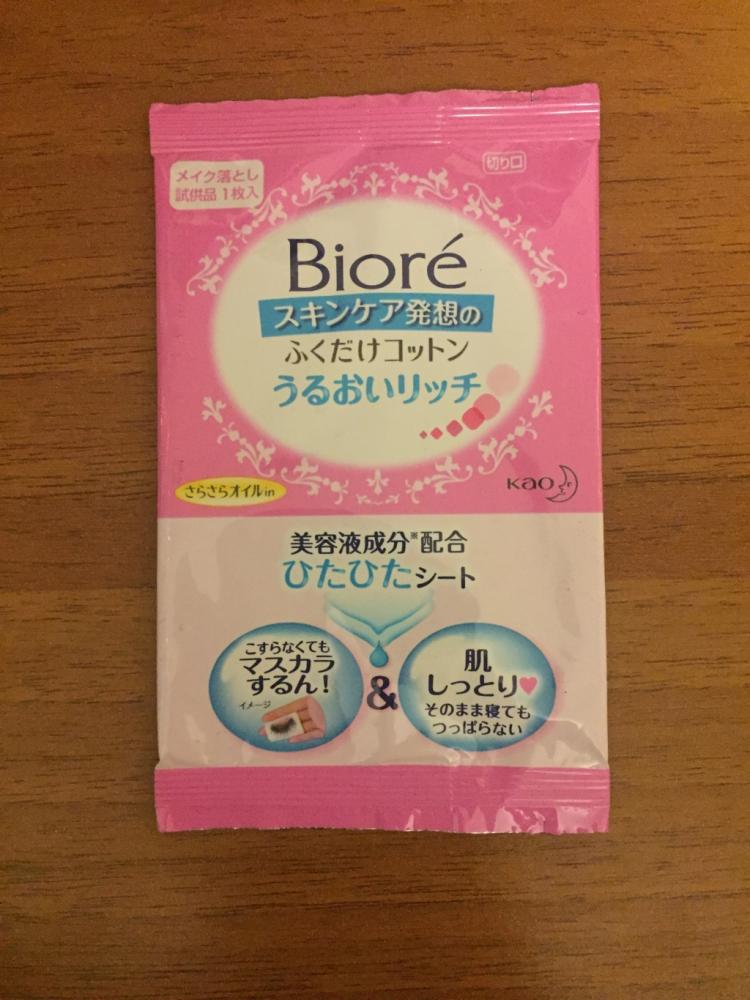 メイク落とし
試供品 1枚入
切り口
Bioré
スキンケア発想の
ふくだけコットン
うるおいリッチ
さらさらオイルin
Kao
美容液成分※配合
ひたひたシート
こすらなくても
マスカラ
するん!
イメージ
&
肌
しっとり♥
そのまま寝ても
つっぱらない